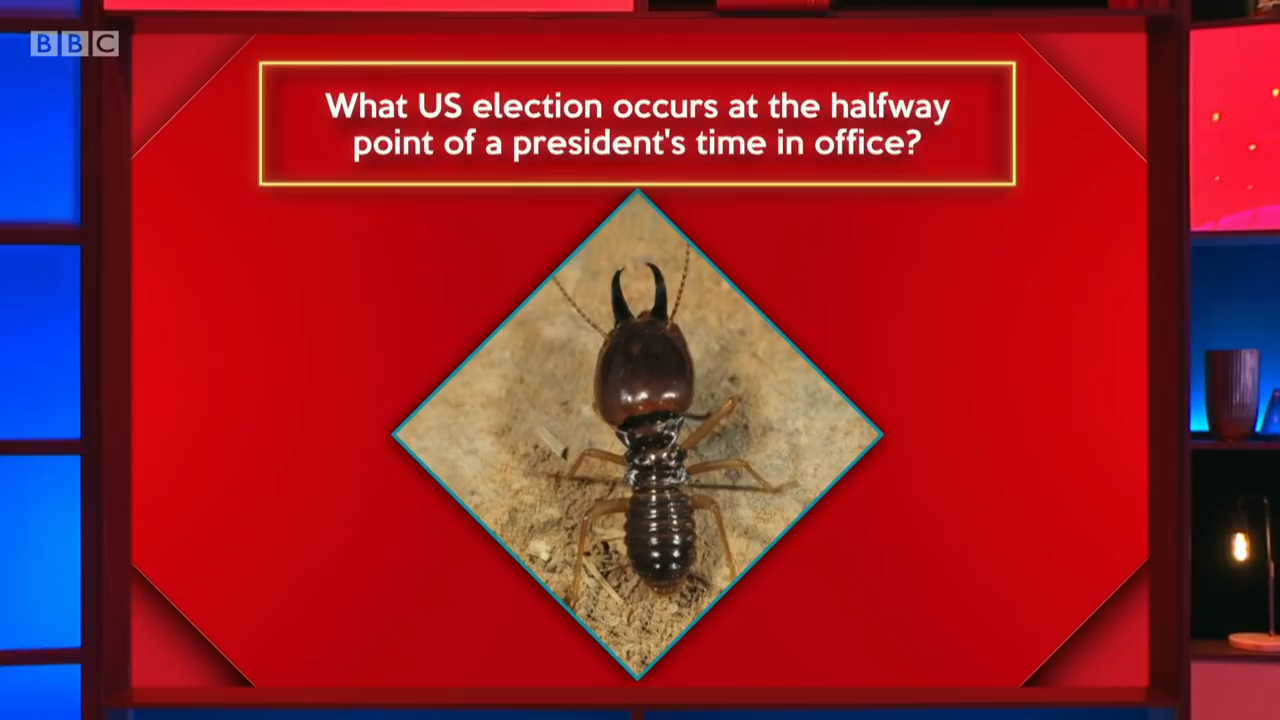 BBC
What US election occurs at the halfway
point of a president's time in office?